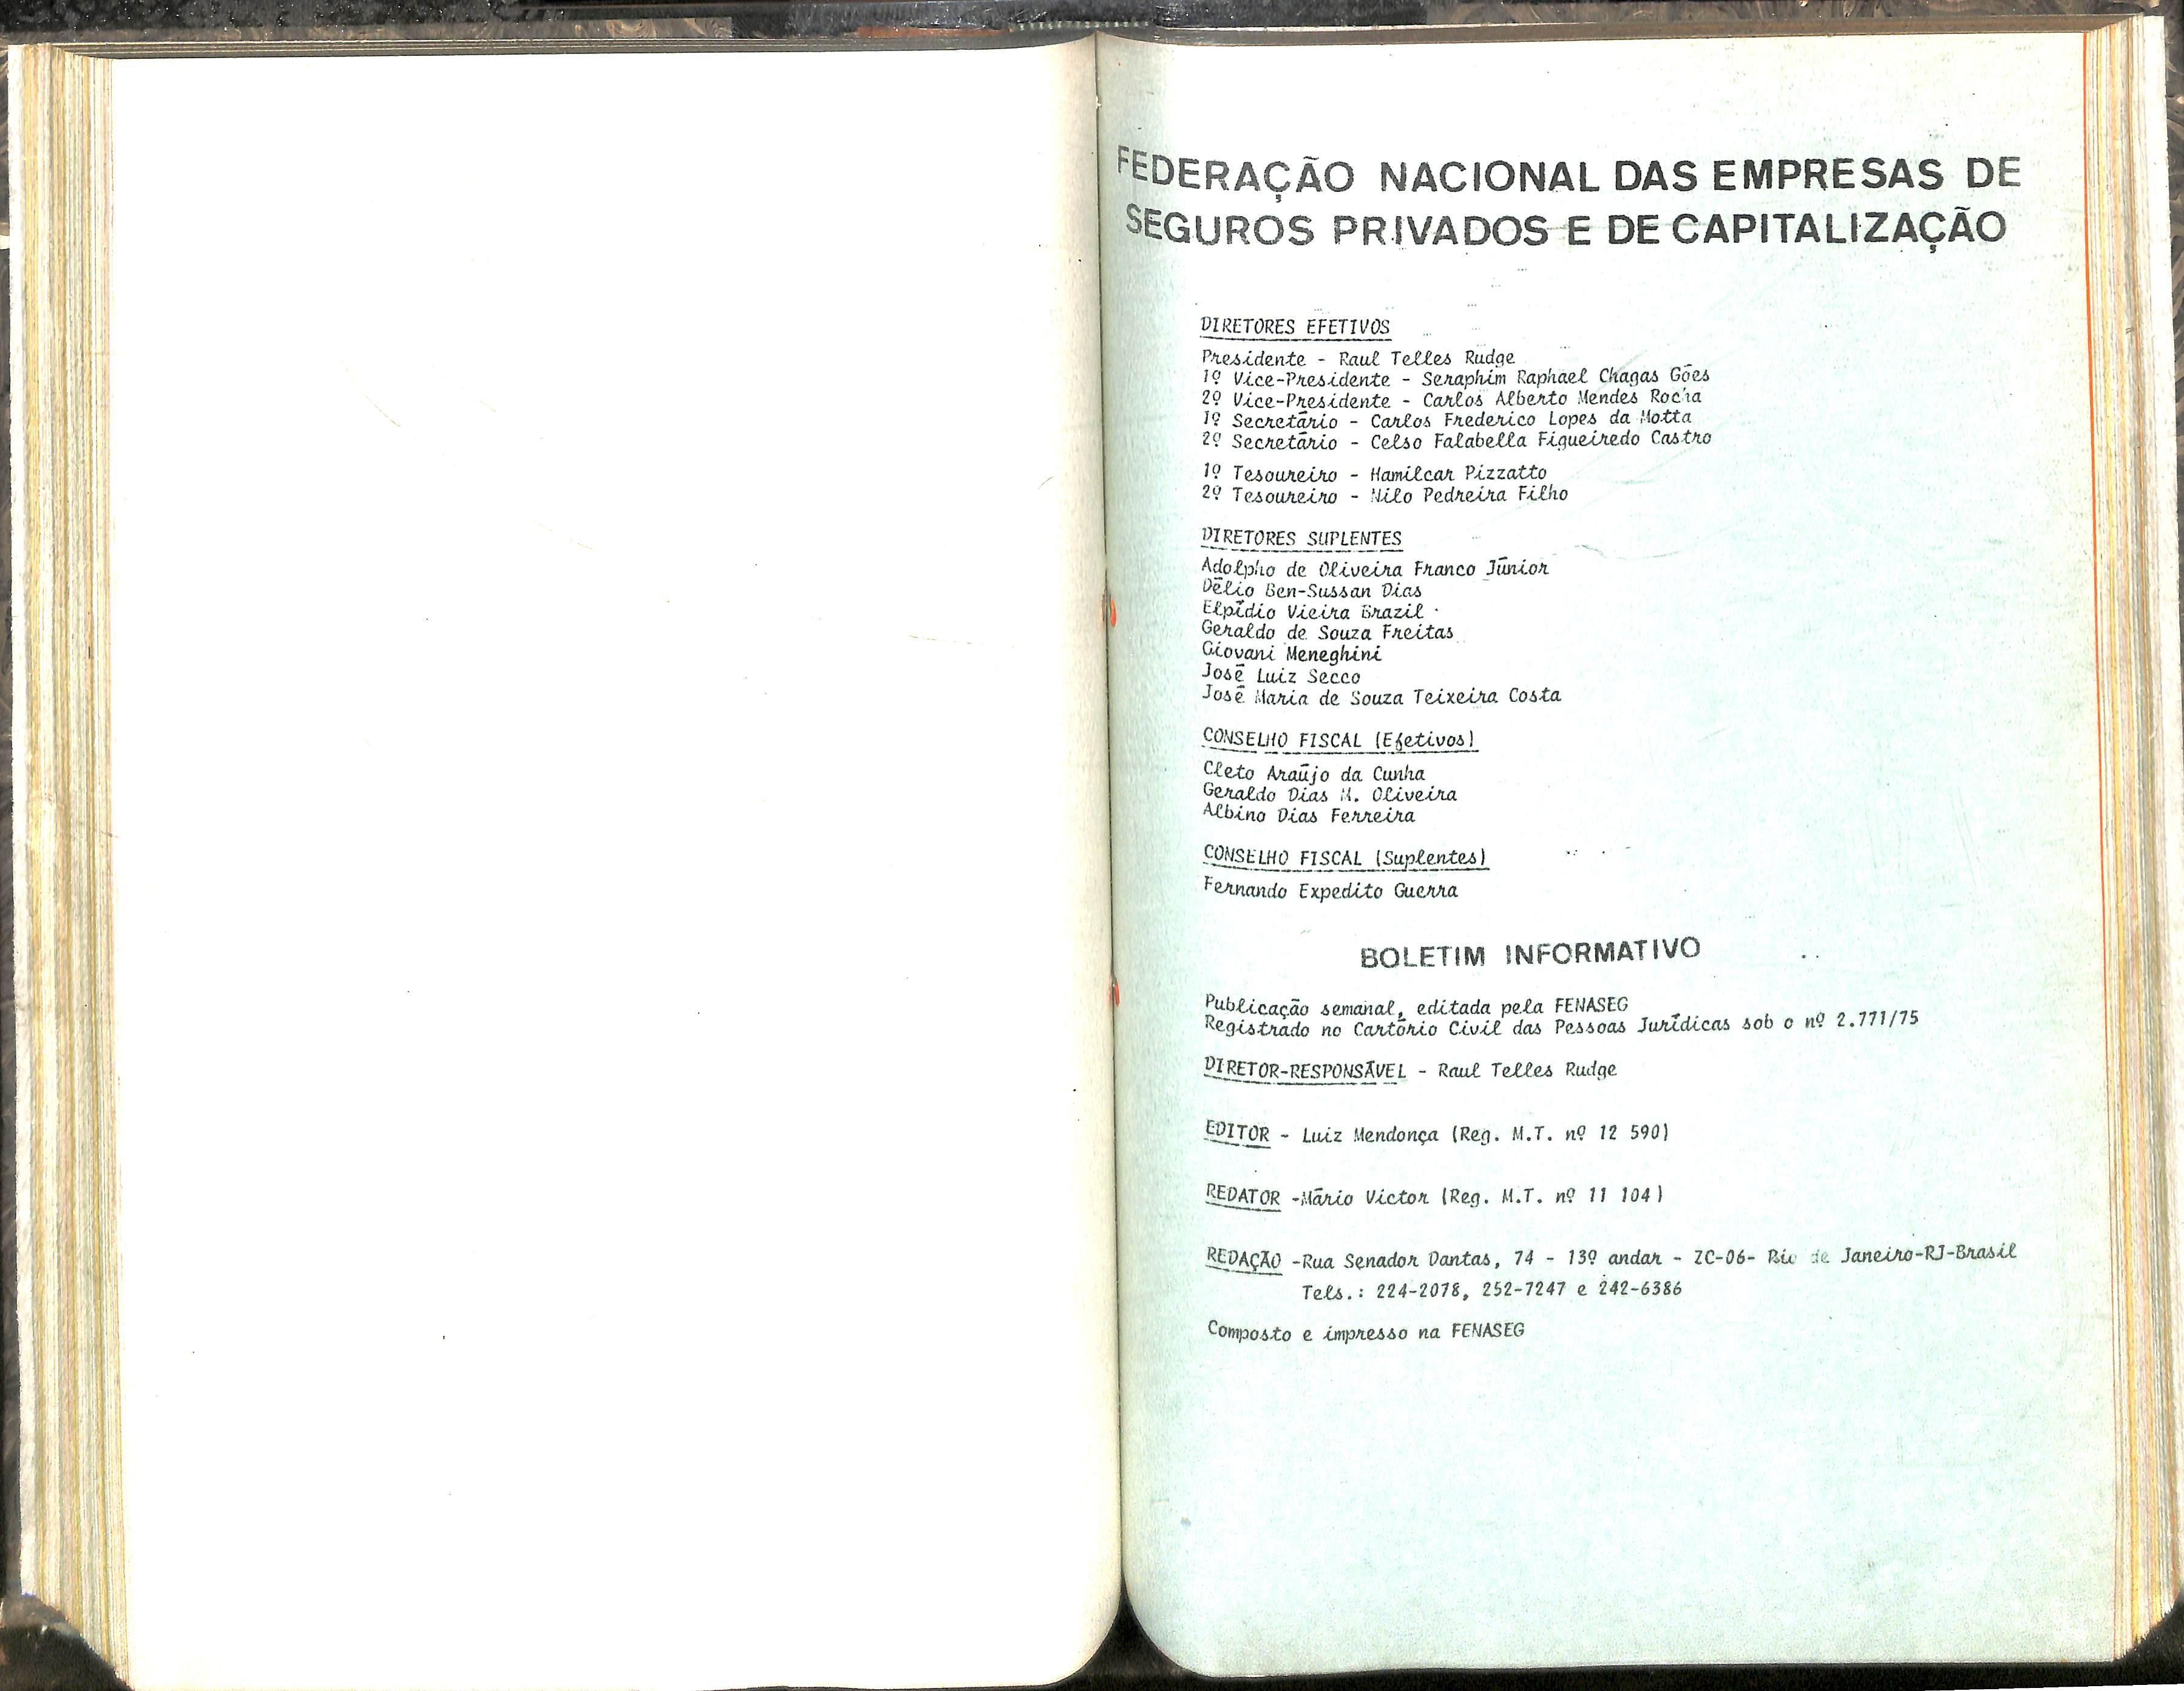 FEDERAÇÃO NACIONAL DAS EMPRESAS DE
SEGUROS PRIVADOS E DE CAPITALIZAÇÃO
DIRETORES EFETIVOS
Presidente - Raul Telles Rudge
1º Vice-Presidente - Seraphim Raphael Chagas Góes
2º Vice-Presidente - Carlos Alberto Mendes Rocha
1º Secretário - Carlos Frederico Lopes da Motta
2º Secretário - Celso Falabella Figueiredo Castro
1º Tesoureiro - Hamilcar Pizzatto
2º Tesoureiro - Nilo Pedreira Filho
DIRETORES SUPLENTES
Adolpho de Oliveira Franco Júnior
Délio Ben-Sussan Dias
Elpídio Vieira Brazil
Geraldo de Souza Freitas
Giovani Meneghini
José Luiz Secco
José Maria de Souza Teixeira Costa
CONSELHO FISCAL (Efetivos)
Cleto Araújo da Cunha
Geraldo Dias M. Oliveira
Albino Dias Ferreira
CONSELHO FISCAL (Suplentes)
Fernando Expedito Guerra
BOLETIM INFORMATIVO
Publicação semanal, editada pela FENASEG
Registrado no Cartório Civil das Pessoas Jurídicas sob o nº 2.771/75
DIRETOR-RESPONSÁVEL - Raul Telles Rudge
EDITOR - Luiz Mendonça (Reg. M.T. nº 12 590)
REDATOR -Mário Victor (Reg. M.T. nº 11 104)
REDAÇÃO -Rua Senador Dantas, 74 - 13º andar - ZC-06- Rio de Janeiro-RJ-Brasil
Tels.: 224-2078, 252-7247 e 242-6386
Composto e impresso na FENASEG